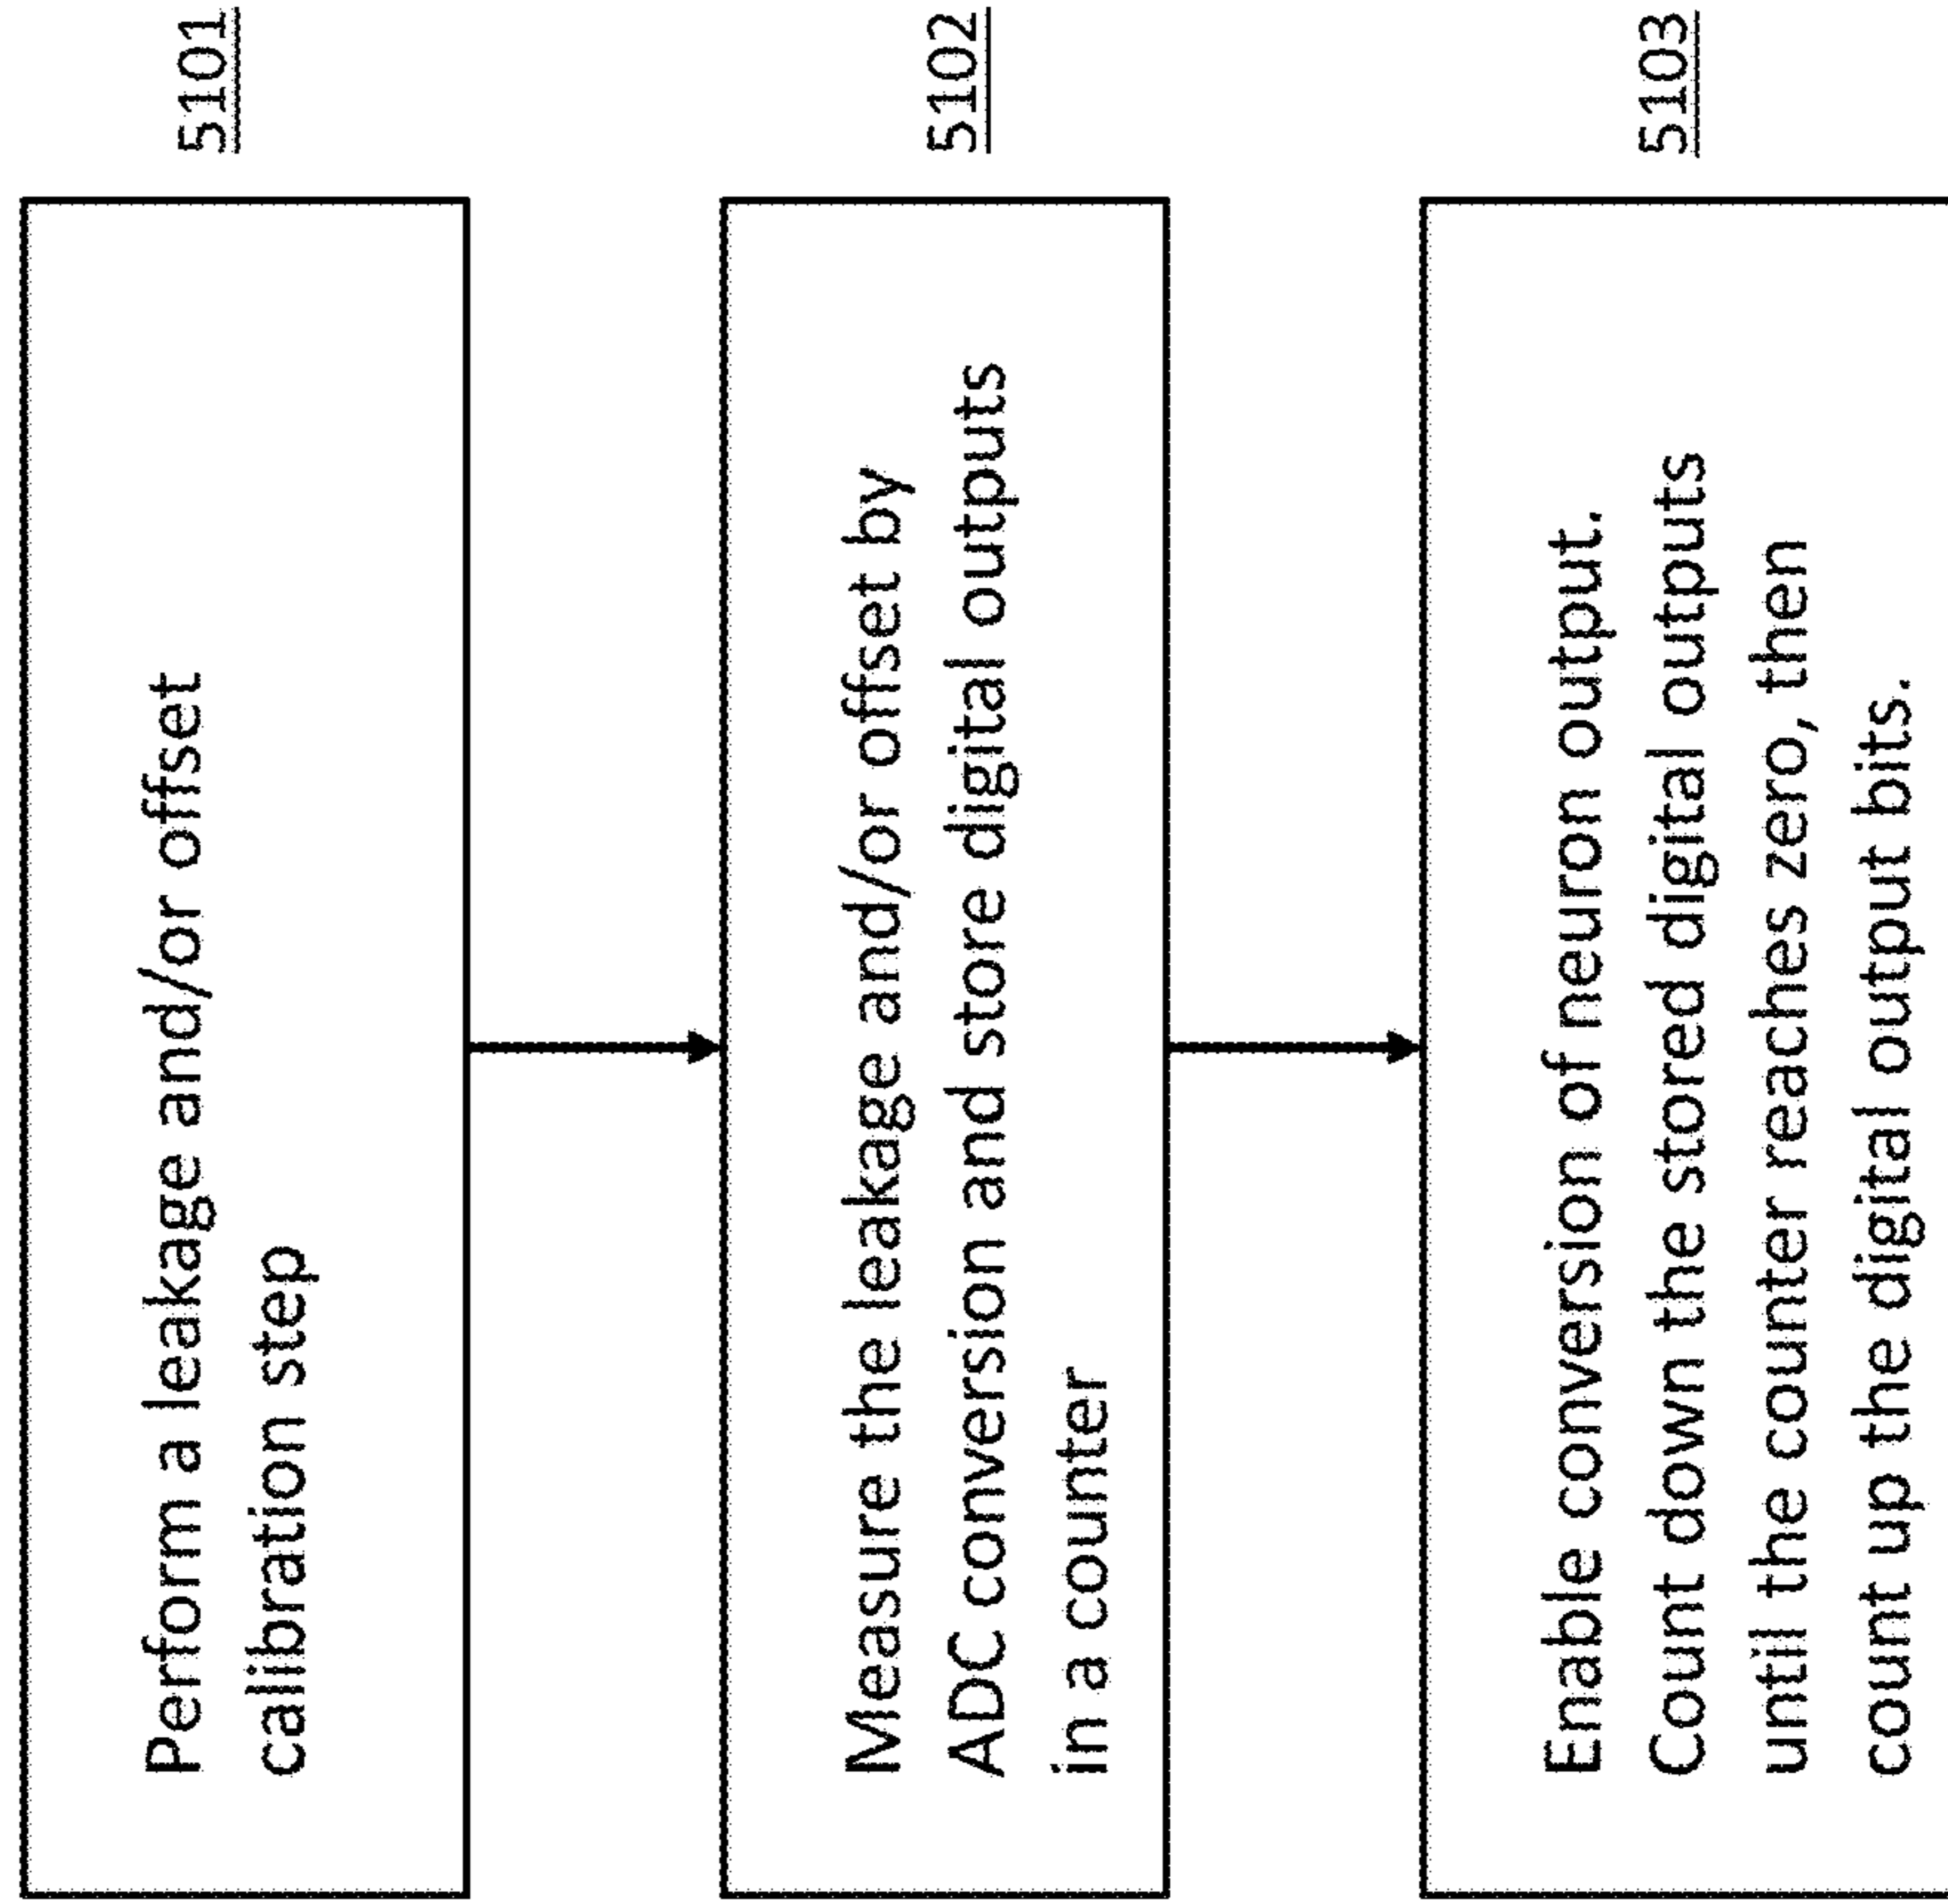 Perform a leakage and/or offset
calibration step
5101
Measure the leakage and/or offset by
ADC conversion and store digital outputs
in a counter
5102
Enable conversion of neuron output.
Count down the stored digital outputs
until the counter reaches zero, then
count up the digital output bits.
5103